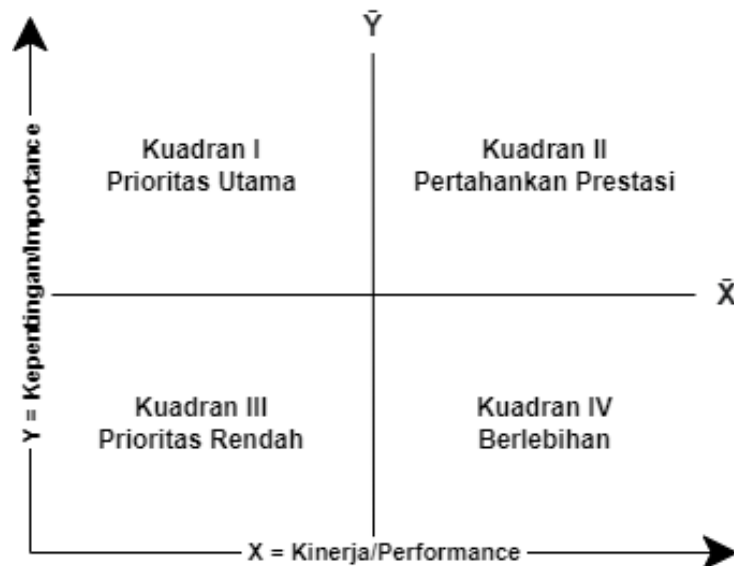 Ȳ
Kuadran I
Prioritas Utama
Kuadran II
Pertahankan Prestasi
Y = Kepentingan/Importance
X̄
Kuadran III
Prioritas Rendah
Kuadran IV
Berlebihan
X = Kinerja/Performance